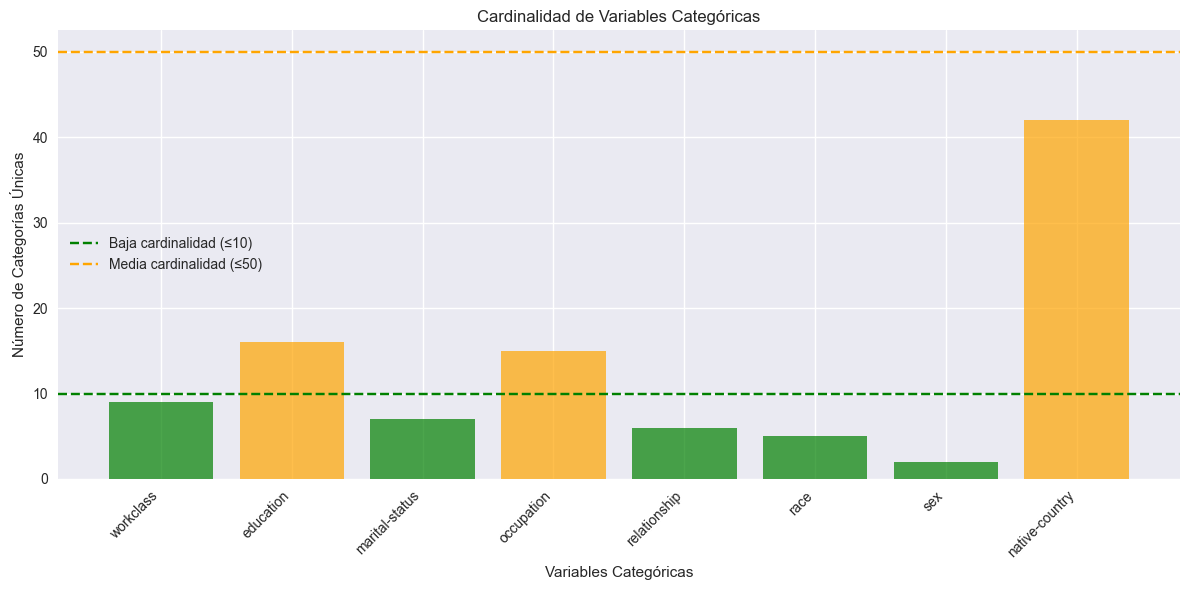 Cardinalidad de Variables Categóricas
Número de Categorías Únicas
50
40
30
20
10
0
Baja cardinalidad (≤10)
Media cardinalidad (≤50)
workclass
education
marital-status
occupation
relationship
race
sex
native-country
Variables Categóricas